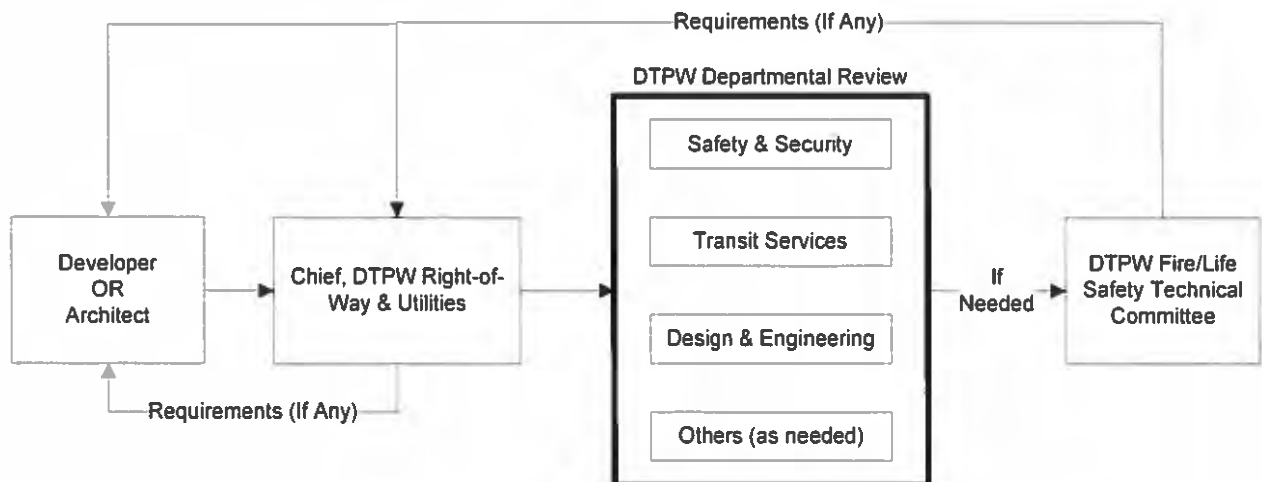 Requirements (If Any)
DTPW Departmental Review
Safety & Security
Transit Services
Design & Engineering
Others (as needed)
Developer
OR
Architect
Chief, DTPW Right-of-
Way & Utilities
If
Needed
DTPW Fire/Life
Safety Technical
Committee
Requirements (If Any)